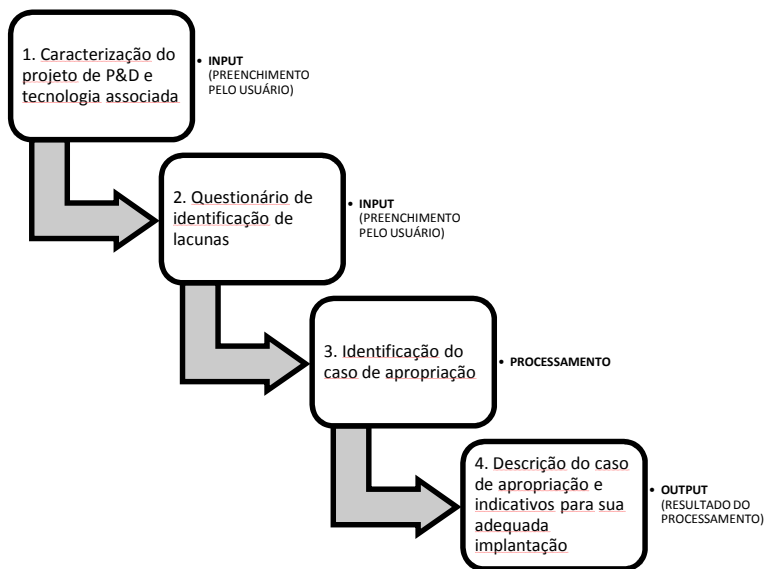 1. Caracterização do
projeto de P&D e
tecnologia associada
• INPUT
(PREENCHIMENTO
PELO USUÁRIO)
2. Questionário de
identificação de
lacunas
• INPUT
(PREENCHIMENTO
PELO USUÁRIO)
3. Identificação do
caso de apropriação
• PROCESSAMENTO
4. Descrição do caso
de apropriação e
indicativos para sua
adequada
implantação
• OUTPUT
(RESULTADO DO
PROCESSAMENTO)